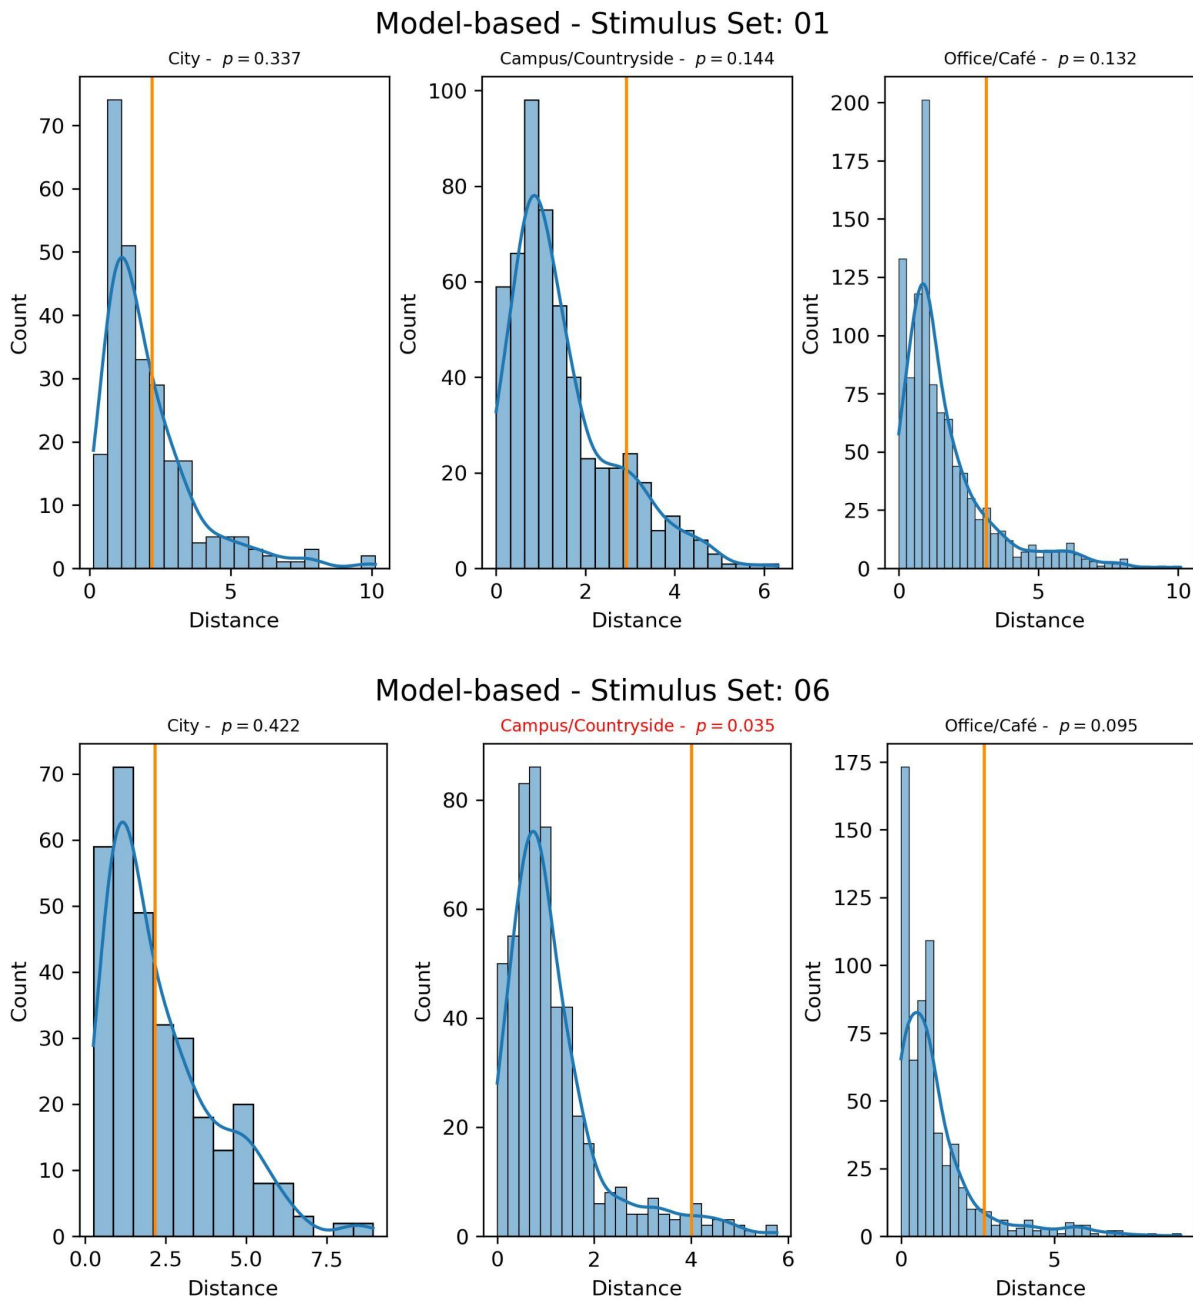 Model-based - Stimulus Set: 01
City - p = 0.337
Campus/Countryside - p = 0.144
Office/Café - p = 0.132
70
60
50
40
30
20
10
0
Count
0 5 10
Distance
100
80
60
40
20
0
Count
0 2 4 6
Distance
200
175
150
125
100
75
50
25
0
Count
0 5 10
Distance
Model-based - Stimulus Set: 06
City - p = 0.422
Campus/Countryside - p = 0.035
Office/Café - p = 0.095
70
60
50
40
30
20
10
0
Count
0.0 2.5 5.0 7.5
Distance
80
60
40
20
0
Count
0 2 4 6
Distance
175
150
125
100
75
50
25
0
Count
0 5
Distance